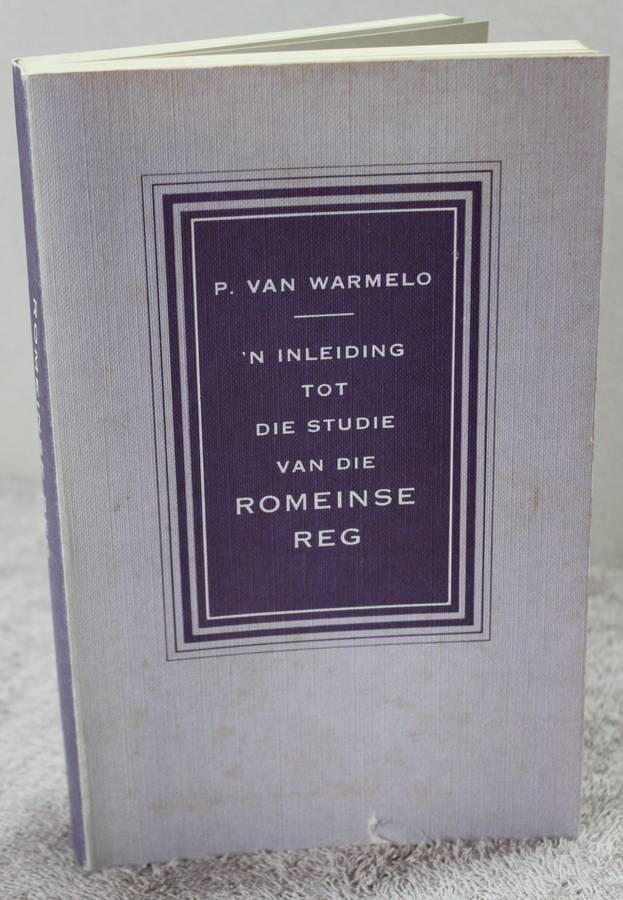 P. VAN WARMELO
'N INLEIDING
TOT
DIE STUDIE
VAN DIE
ROMEINSE
REG